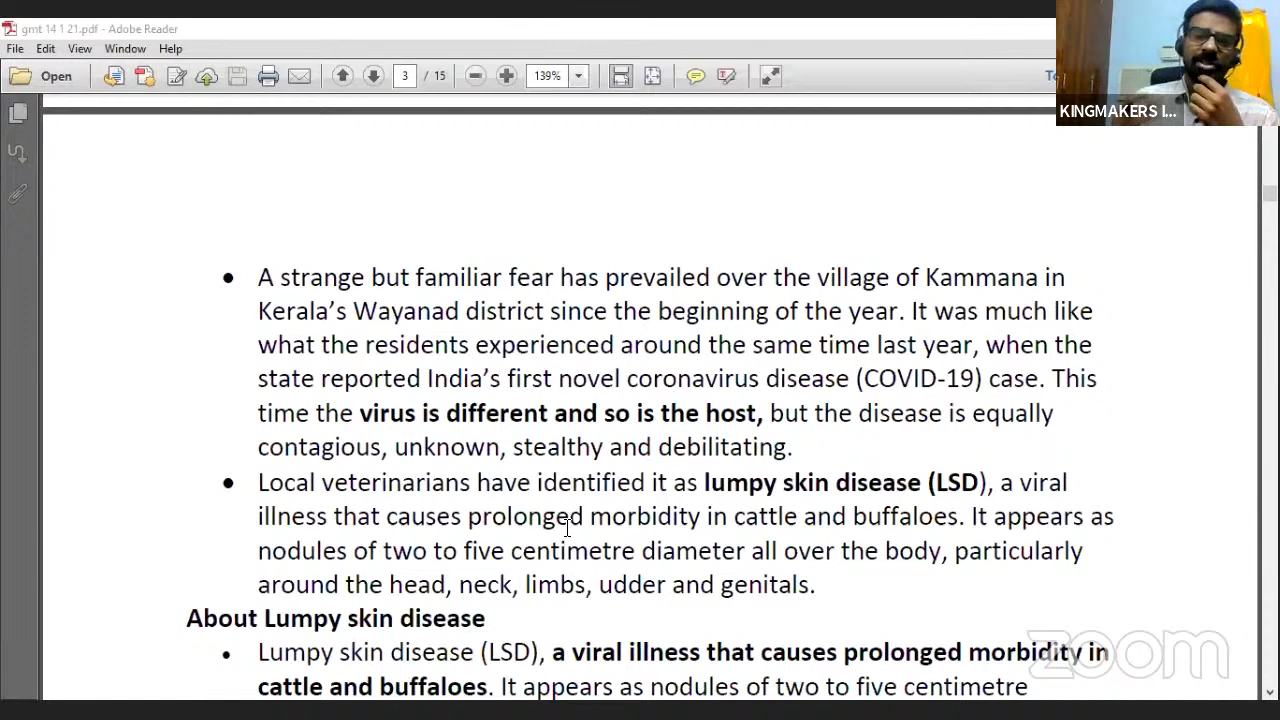 gmt 14 1 21.pdf - Adobe Reader
File Edit View Window Help
Open 3 / 15 139%
KINGMAKERS I...
• A strange but familiar fear has prevailed over the village of Kammana in
Kerala's Wayanad district since the beginning of the year. It was much like
what the residents experienced around the same time last year, when the
state reported India's first novel coronavirus disease (COVID-19) case. This
time the virus is different and so is the host, but the disease is equally
contagious, unknown, stealthy and debilitating.
• Local veterinarians have identified it as lumpy skin disease (LSD), a viral
illness that causes prolonged morbidity in cattle and buffaloes. It appears as
nodules of two to five centimetre diameter all over the body, particularly
around the head, neck, limbs, udder and genitals.
About Lumpy skin disease
• Lumpy skin disease (LSD), a viral illness that causes prolonged morbidity in
cattle and buffaloes. It appears as nodules of two to five centimetre
zoom